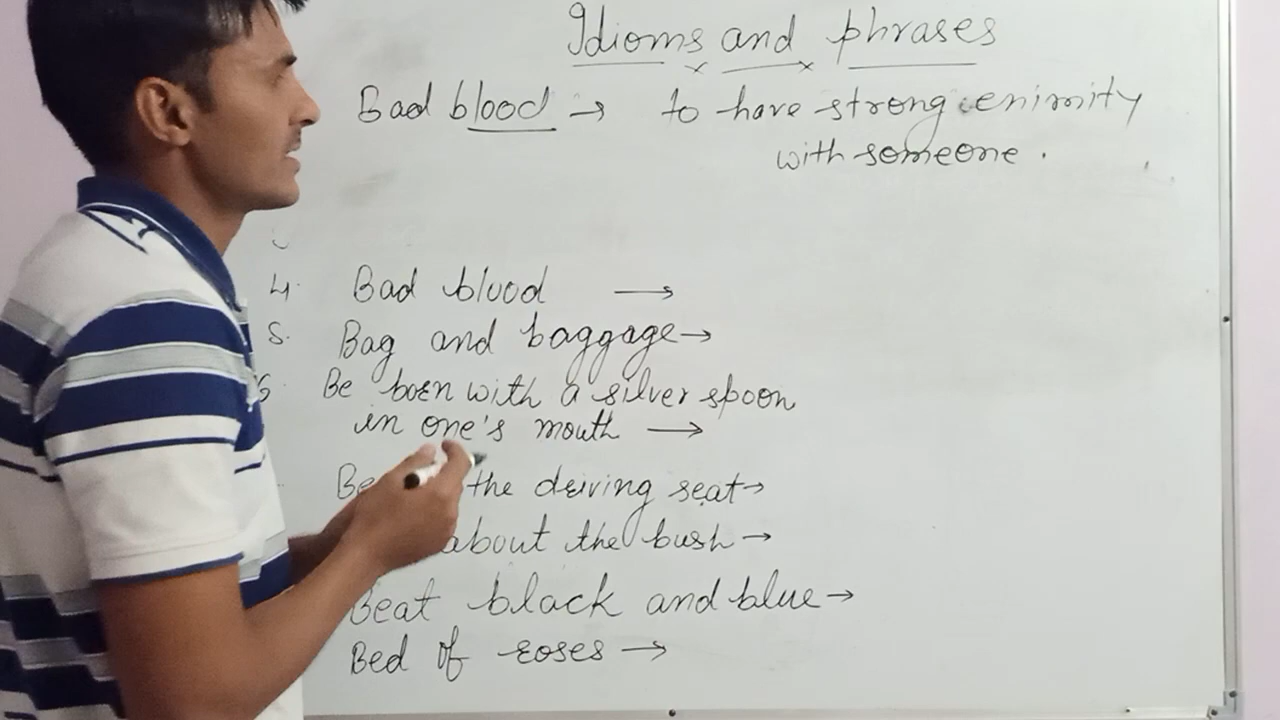 Idioms and phrases
Bad blood → to have strong enimity
with someone.
4. Bad blood →
5. Bag and baggage →
6. Be born with a silver spoon
in one's mouth →
Be the driving seat →
about the bush →
Beat black and blue →
Bed of roses →